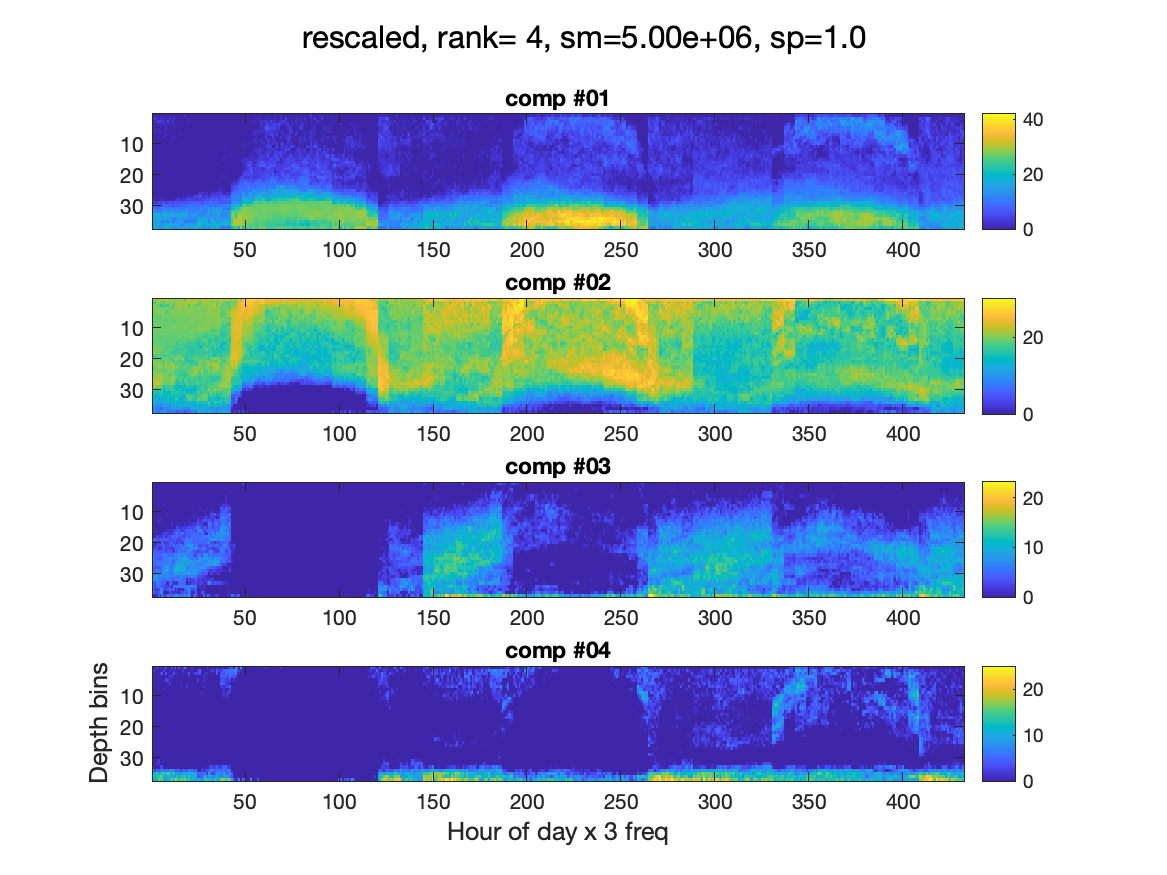 rescaled, rank= 4, sm=5.00e+06, sp=1.0
comp #01
10
20
30
50 100 150 200 250 300 350 400
40
20
0
comp #02
10
20
30
50 100 150 200 250 300 350 400
20
0
comp #03
10
20
30
50 100 150 200 250 300 350 400
20
10
0
comp #04
Depth bins
10
20
30
50 100 150 200 250 300 350 400
20
10
0
Hour of day x 3 freq